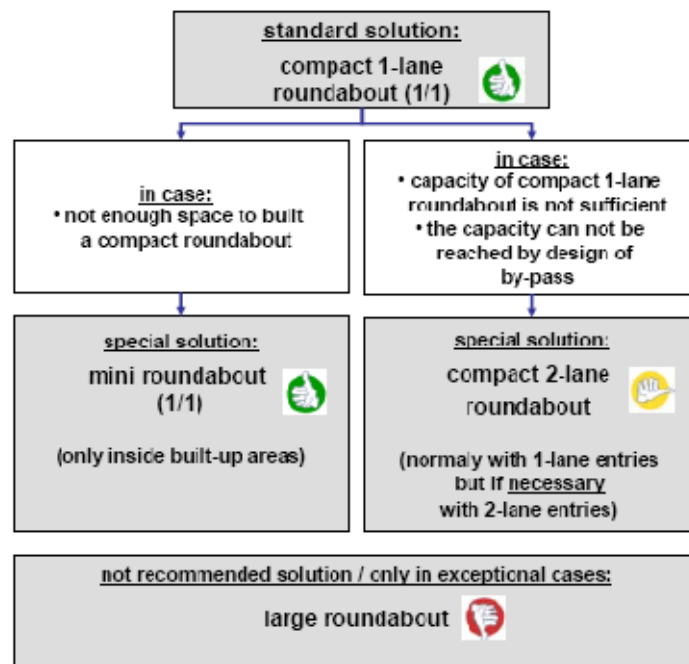 standard solution:
compact 1-lane
roundabout (1/1)
in case:
• not enough space to built
a compact roundabout
in case:
• capacity of compact 1-lane
roundabout is not sufficient
• the capacity can not be
reached by design of
by-pass
special solution:
mini roundabout
(1/1)
(only inside built-up areas)
special solution:
compact 2-lane
roundabout
(normaly with 1-lane entries
but if necessary
with 2-lane entries)
not recommended solution / only in exceptional cases:
large roundabout